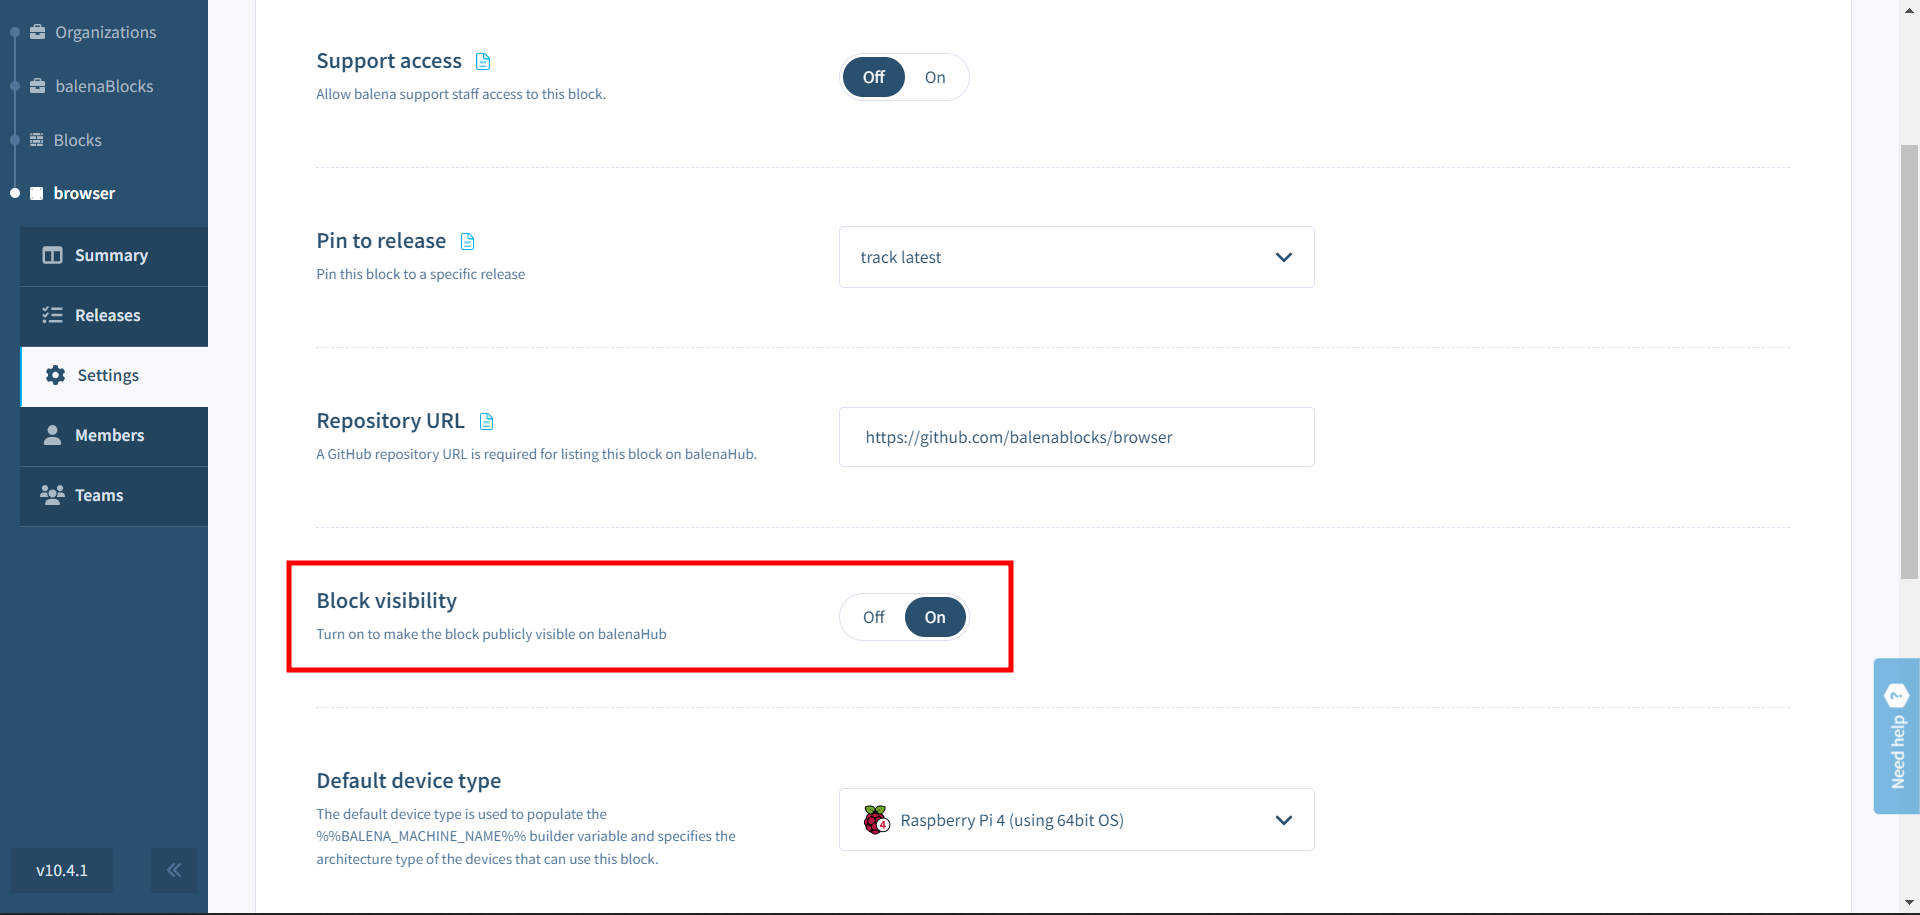 Organizations
balenaBlocks
Blocks
browser
Summary
Releases
Settings
Members
Teams
v10.4.1
Support access
Allow balena support staff access to this block.
Off On
Pin to release
Pin this block to a specific release
track latest
Repository URL
A GitHub repository URL is required for listing this block on balenaHub.
https://github.com/balenablocks/browser
Block visibility
Turn on to make the block publicly visible on balenaHub
Off On
Default device type
The default device type is used to populate the
%%BALENA_MACHINE_NAME%% builder variable and specifies the
architecture type of the devices that can use this block.
4
Raspberry Pi 4 (using 64bit OS)
Need help ?